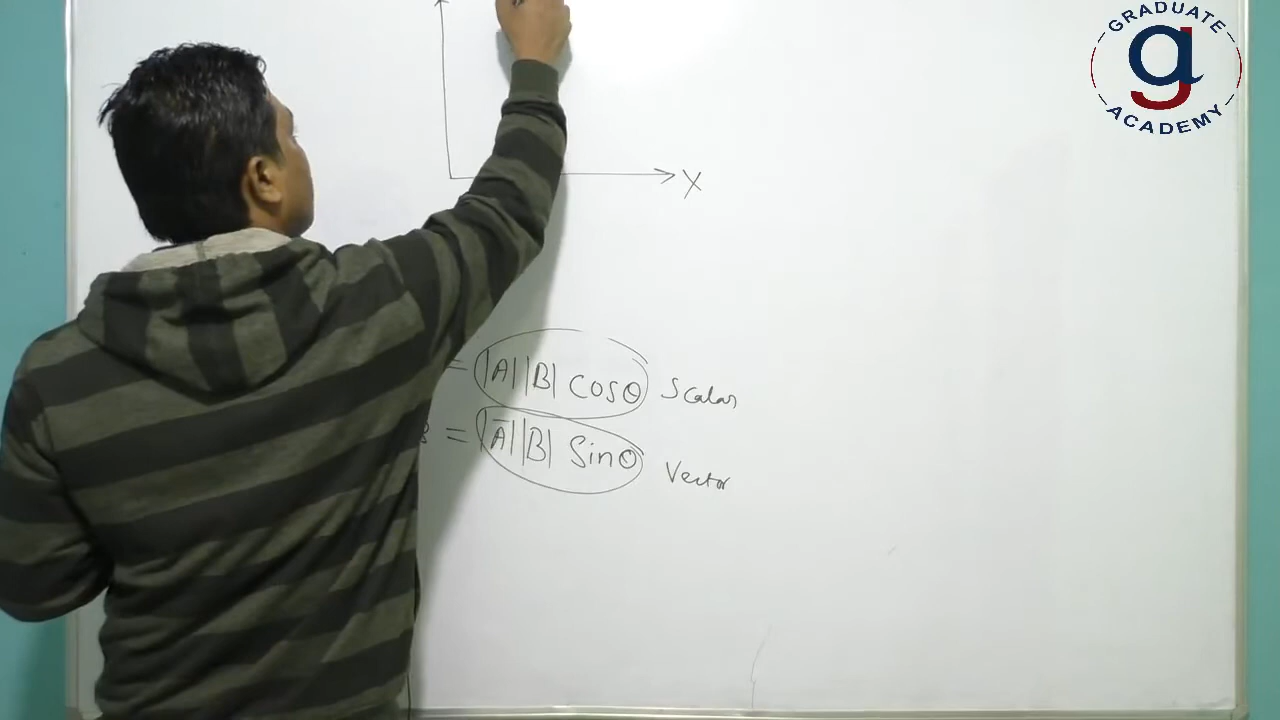 GRADUATE
g
ACADEMY
X
= |A| |B| cosθ Scalar
B = |A̅| |B̅| Sinθ
Vector